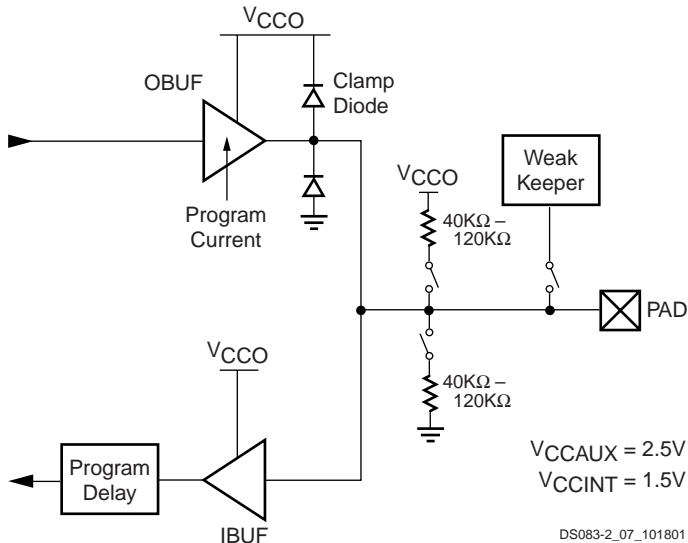 VCCO
OBUF
Clamp
Diode
Program
Current
VCCO
40KΩ –
120KΩ
Weak
Keeper
PAD
40KΩ –
120KΩ
VCCO
Program
Delay
IBUF
VCCAUX = 2.5V
VCCINT = 1.5V
DS083-2_07_101801